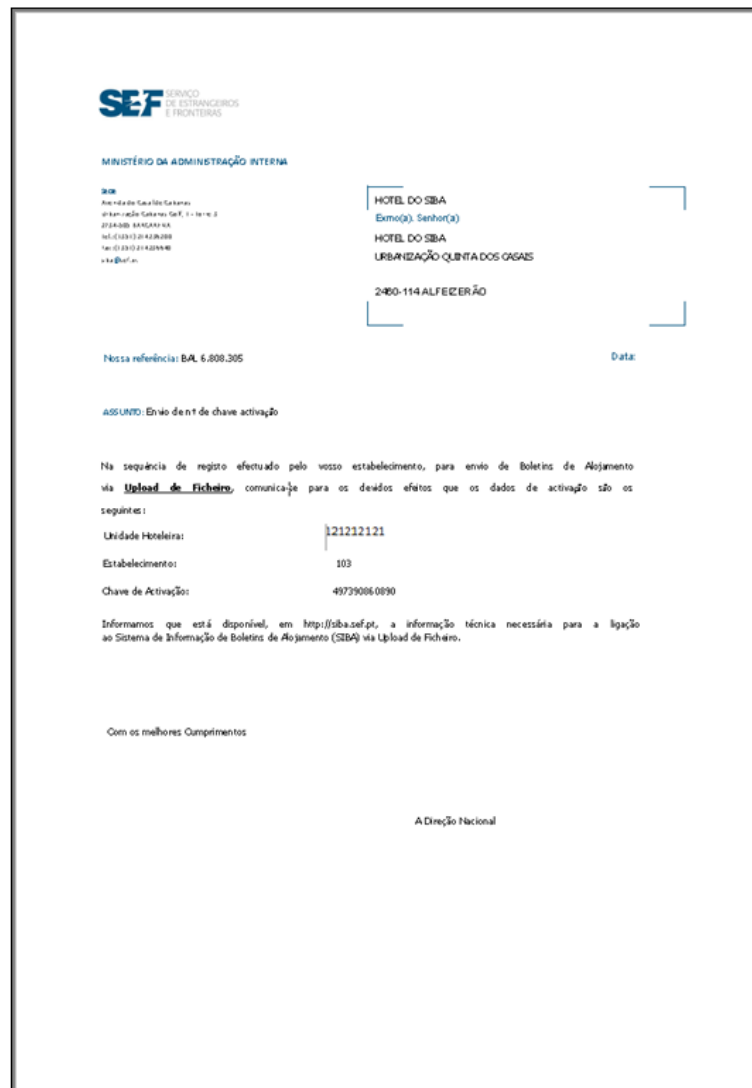 SEF
SERVIÇO
DE ESTRANGEIROS
E FRONTEIRAS
MINISTÉRIO DA ADMINISTRAÇÃO INTERNA
SEDE
HOTEL DO SIBA
Exmo(a). Senhor(a)
HOTEL DO SIBA
URBANIZAÇÃO QUINTA DOS CASAIS
2460-114 ALFEIZERÃO
Nossa referência: BAL 6.808.305
Data:
ASSUNTO: Envio de nº de chave activação
Na sequência de registo efectuado pelo vosso estabelecimento, para envio de Boletins de Alojamento
via Upload de Ficheiro, comunica-se para os devidos efeitos que os dados de activação são os
seguintes:
Unidade Hoteleira: 121212121
Estabelecimento: 103
Chave de Activação: 497390860890
Informamos que está disponível, em http://siba.sef.pt, a informação técnica necessária para a ligação
ao Sistema de Informação de Boletins de Alojamento (SIBA) via Upload de Ficheiro.
Com os melhores Cumprimentos
A Direção Nacional